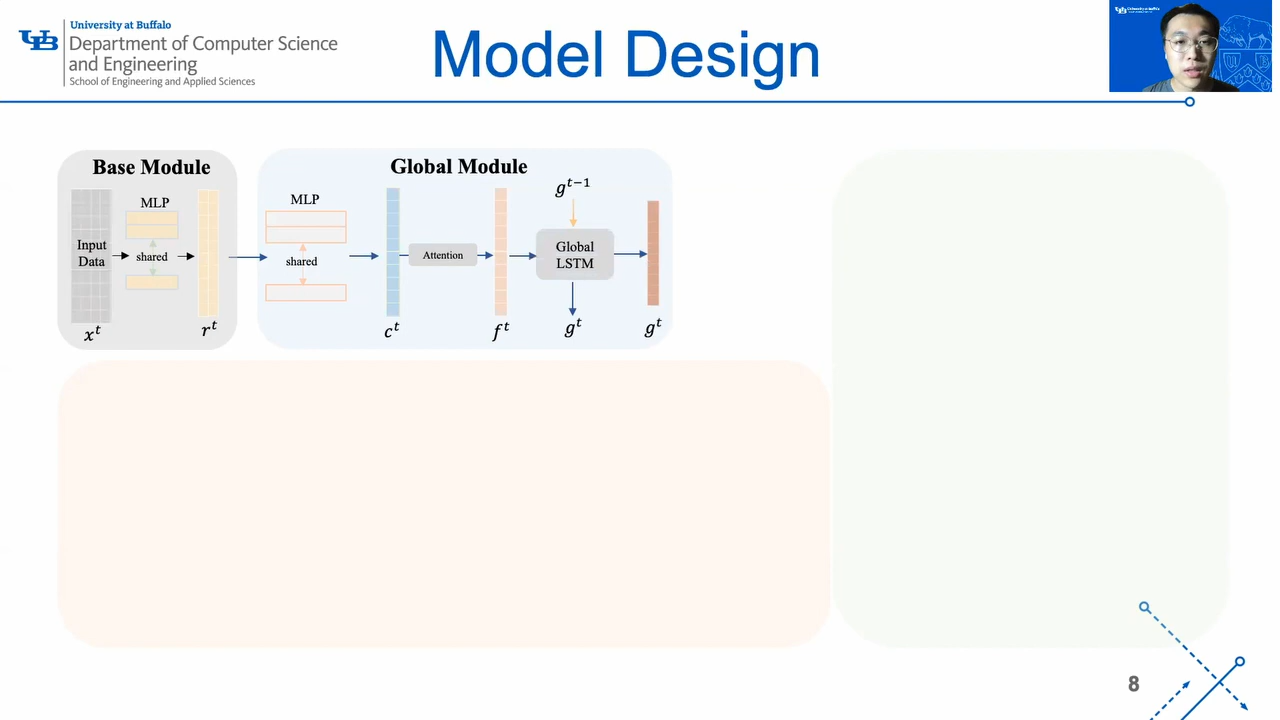 University at Buffalo
Department of Computer Science
and Engineering
School of Engineering and Applied Sciences
Model Design
Base Module
MLP
Input
Data
shared
x^t
r^t
Global Module
MLP
shared
c^t
Attention
f^t
g^{t-1}
Global
LSTM
g^t
g^t
8